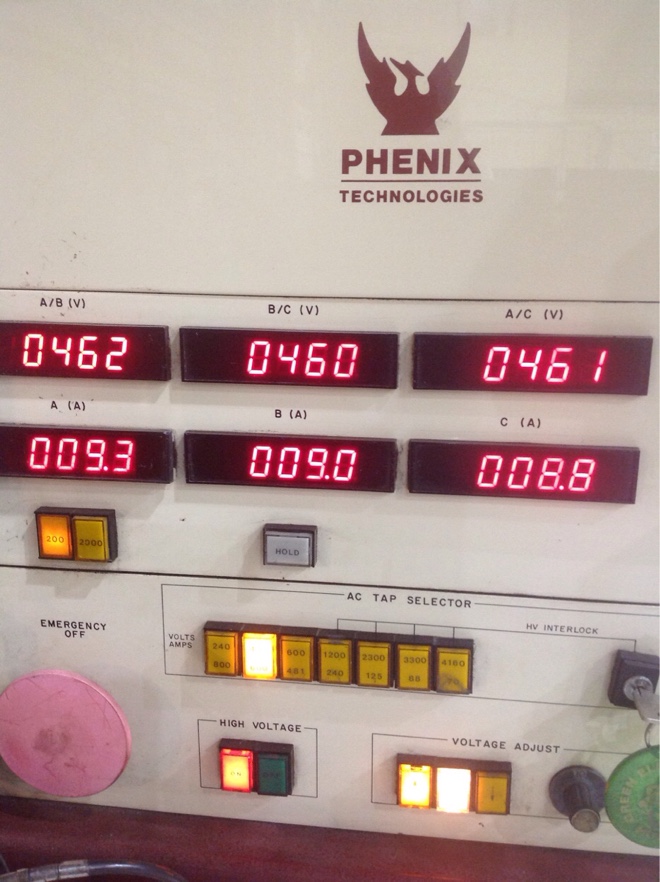 PHENIX
TECHNOLOGIES
A/B (V)
B/C (V)
A/C (V)
0462
0460
0461
A (A)
B (A)
C (A)
009.3
009.0
008.8
200
2000
HOLD
AC TAP SELECTOR
EMERGENCY
OFF
HV INTERLOCK
VOLTS
AMPS
240
800
600
481
1200
240
2300
125
3300
88
4160
HIGH VOLTAGE
ON
VOLTAGE ADJUST
GREEN